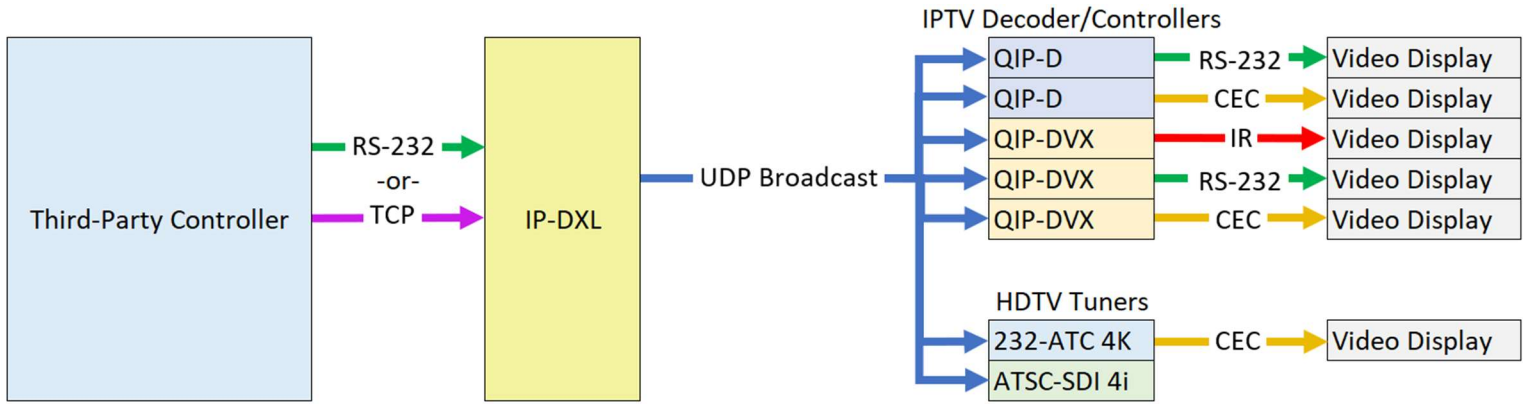 IPTV Decoder/Controllers
Third-Party Controller
RS-232
-or-
TCP
IP-DXL
UDP Broadcast
QIP-D RS-232 Video Display
QIP-D CEC Video Display
QIP-DVX IR Video Display
QIP-DVX RS-232 Video Display
QIP-DVX CEC Video Display
HDTV Tuners
232-ATC 4K CEC Video Display
ATSC-SDI 4i